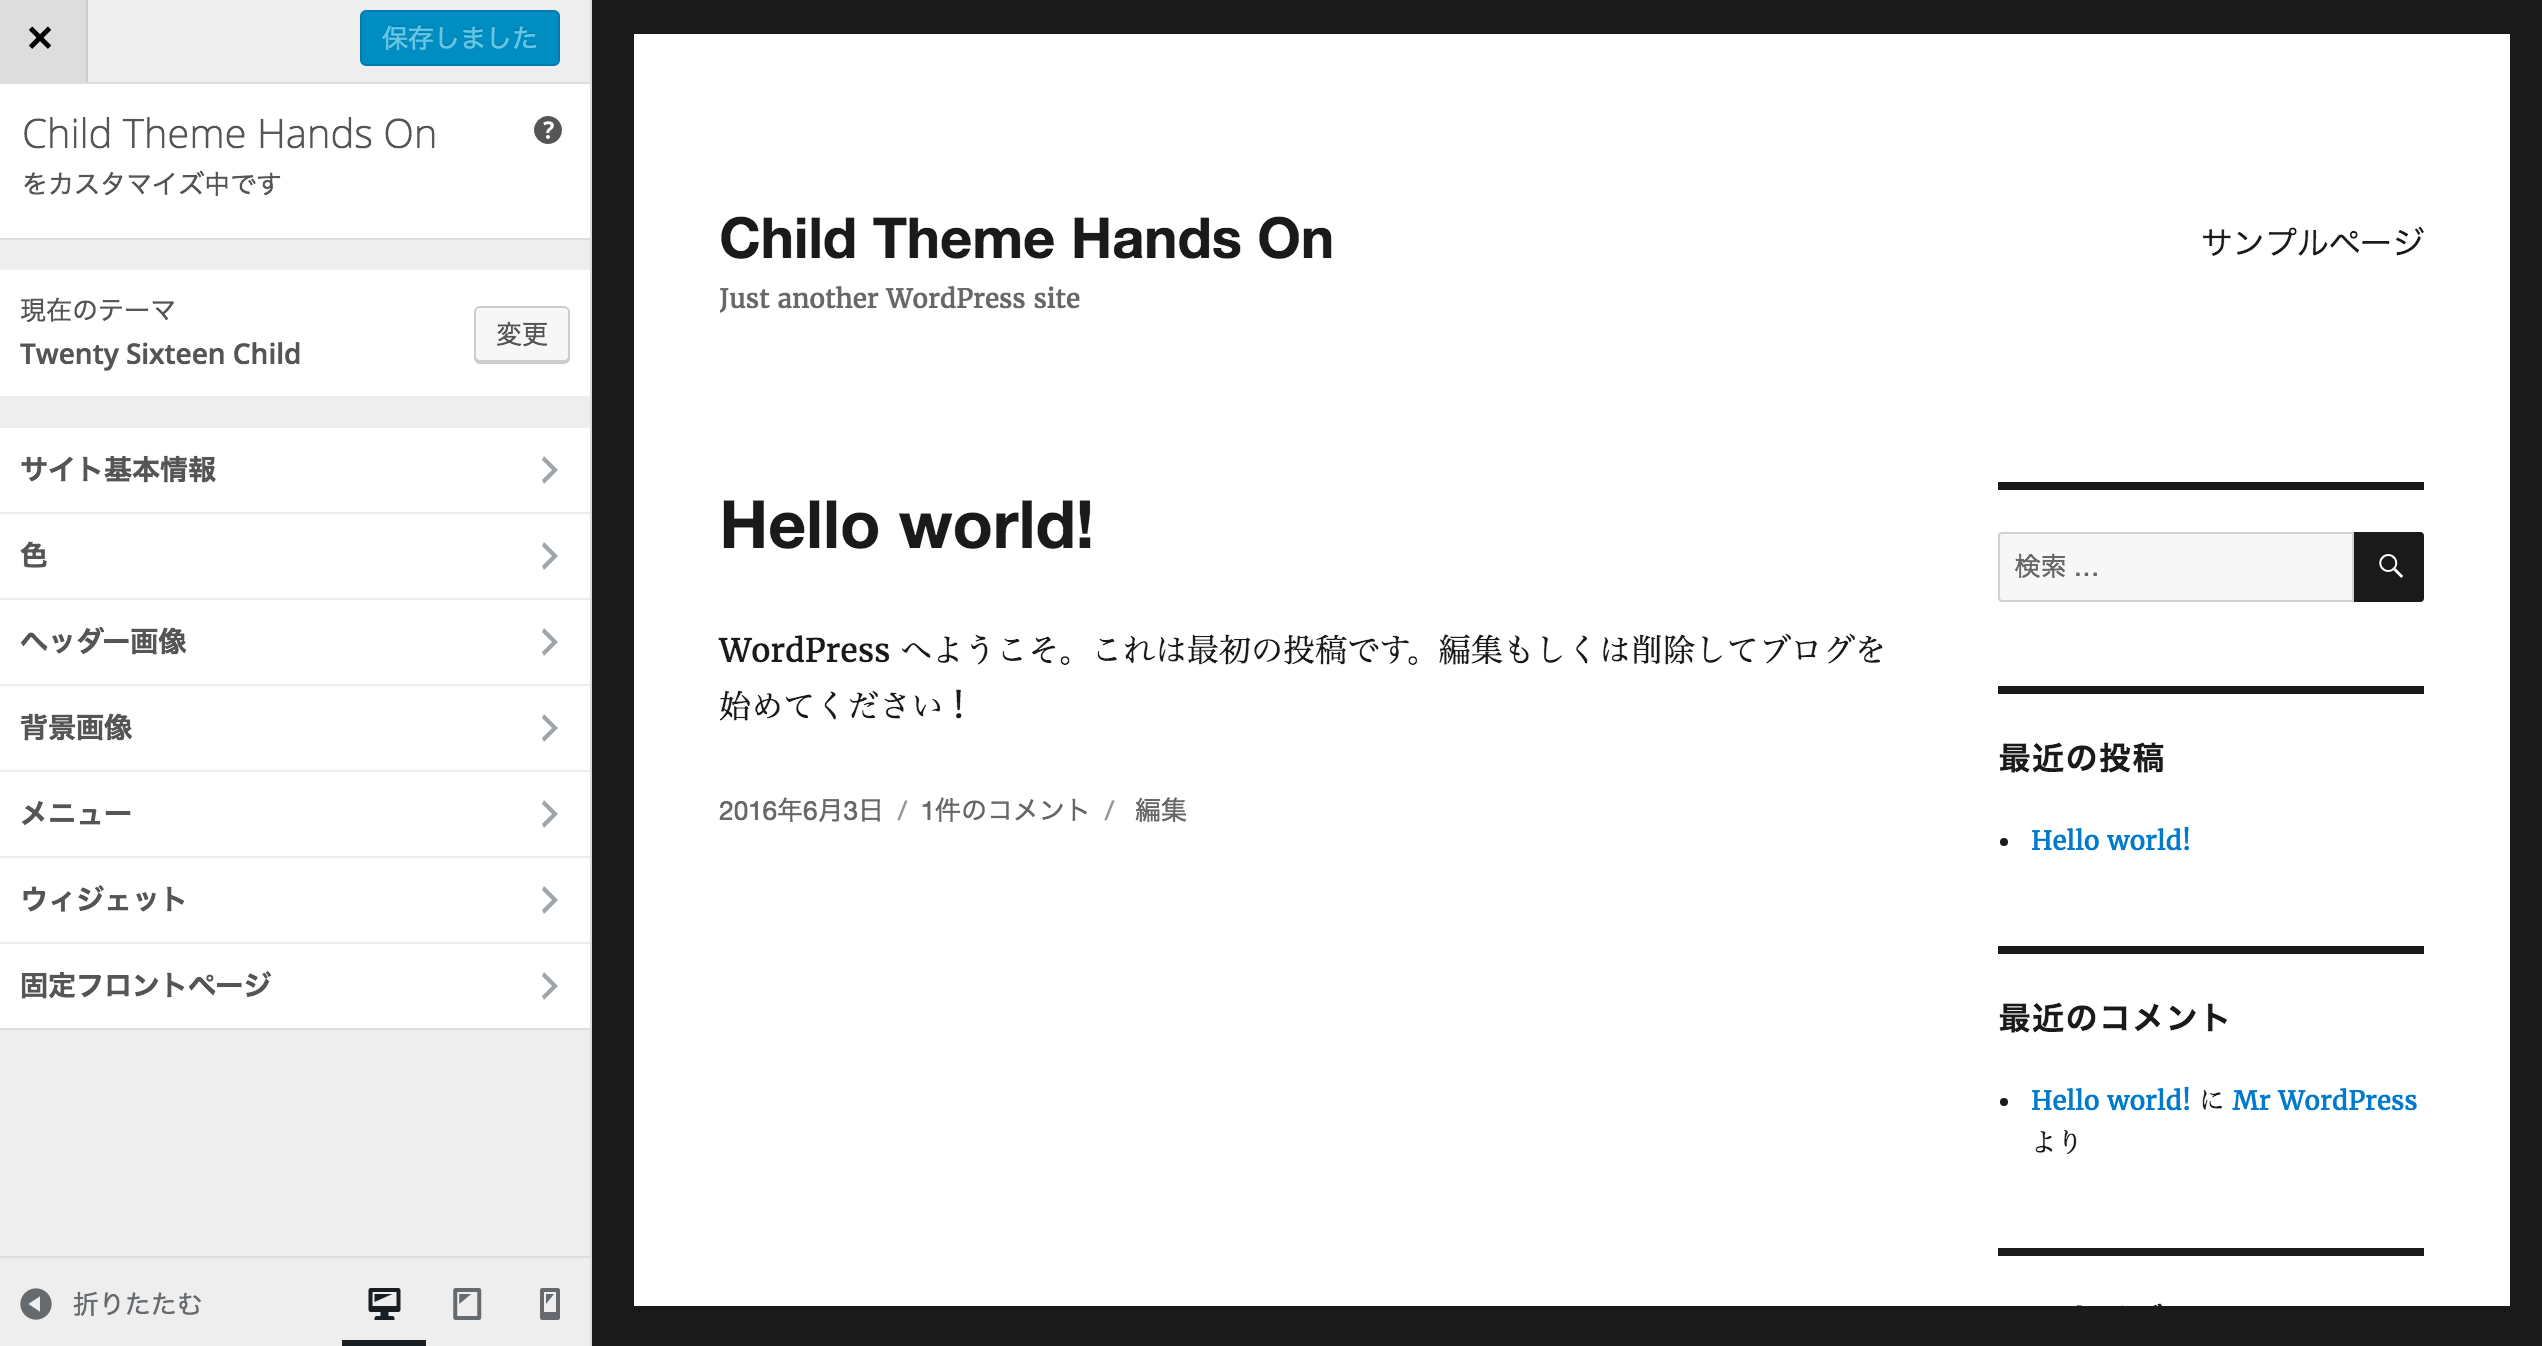 保存しました
Child Theme Hands On
をカスタマイズ中です
現在のテーマ
Twenty Sixteen Child
変更
サイト基本情報
色
ヘッダー画像
背景画像
メニュー
ウィジェット
固定フロントページ
折りたたむ
Child Theme Hands On
Just another WordPress site
サンプルページ
Hello world!
WordPress へようこそ。これは最初の投稿です。編集もしくは削除してブログを
始めてください！
2016年6月3日 / 1件のコメント / 編集
検索 ...
最近の投稿
• Hello world!
最近のコメント
• Hello world! に Mr WordPress
より